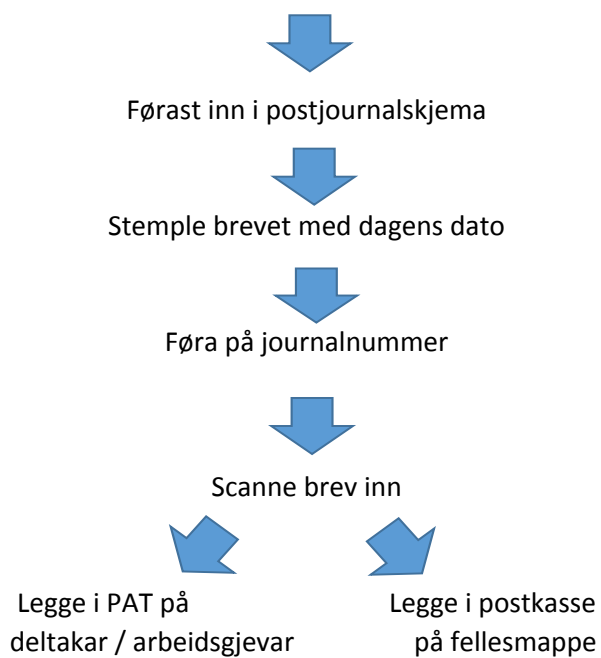 Førast inn i postjournalskjema
Stemple brevet med dagens dato
Føra på journalnummer
Scanne brev inn
Legge i PAT på
deltakar / arbeidsgjevar
Legge i postkasse
på fellesmappe